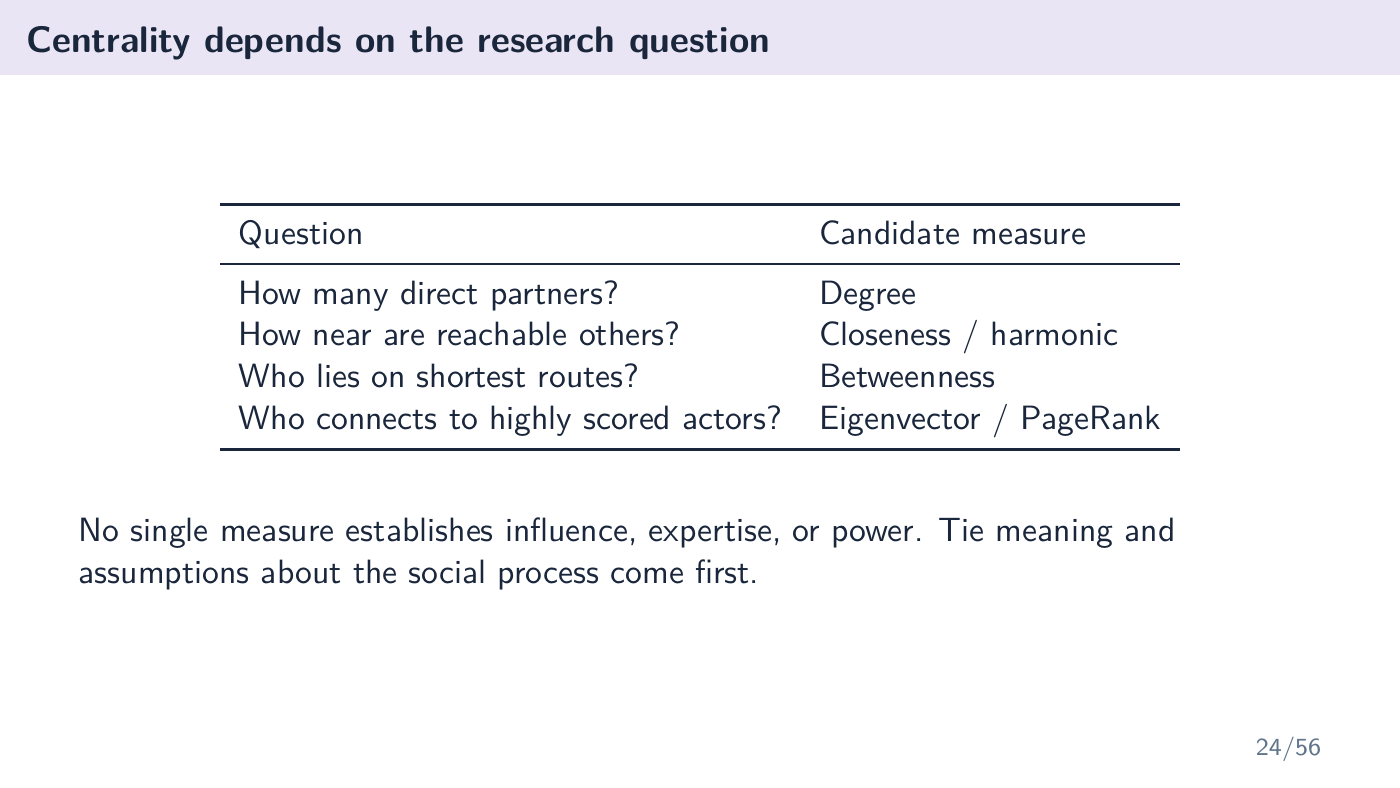 Centrality depends on the research question
Question Candidate measure
How many direct partners? Degree
How near are reachable others? Closeness / harmonic
Who lies on shortest routes? Betweenness
Who connects to highly scored actors? Eigenvector / PageRank
No single measure establishes influence, expertise, or power. Tie meaning and
assumptions about the social process come first.
24/56